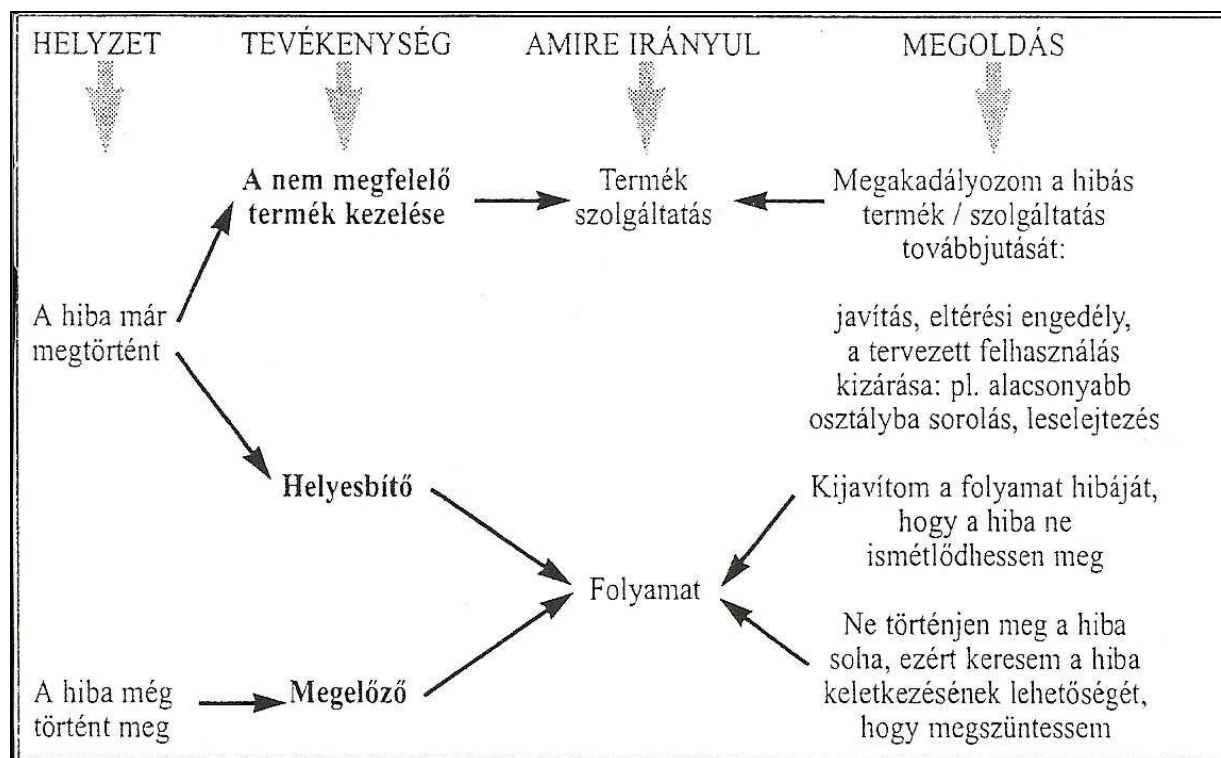 HELYZET
TEVÉKENYSÉG
AMIRE IRÁNYUL
MEGOLDÁS
A nem megfelelő
termék kezelése
Termék
szolgáltatás
Megakadályozom a hibás
termék / szolgáltatás
továbbjutását:
A hiba már
megtörtént
javítás, eltérési engedély,
a tervezett felhasználás
kizárása: pl. alacsonyabb
osztályba sorolás, leselejtezés
Helyesbítő
Kijavítom a folyamat hibáját,
hogy a hiba ne
ismétlődhessen meg
Folyamat
A hiba még
történt meg
Megelőző
Ne történjen meg a hiba
soha, ezért keresem a hiba
keletkezésének lehetőségét,
hogy megszüntessem